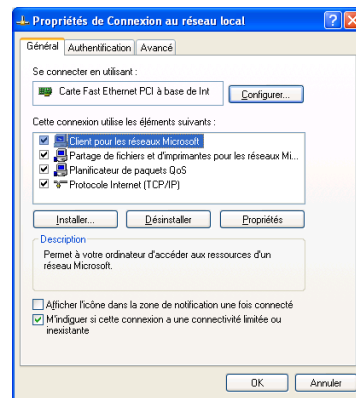 Propriétés de Connexion au réseau local
Général
Authentification
Avancé
Se connecter en utilisant :
Carte Fast Ethernet PCI à base de Int
Configurer...
Cette connexion utilise les éléments suivants :
Client pour les réseaux Microsoft
Partage de fichiers et d'imprimantes pour les réseaux Mi...
Planificateur de paquets QoS
Protocole Internet (TCP/IP)
Installer...
Désinstaller
Propriétés
Description
Permet à votre ordinateur d'accéder aux ressources d'un
réseau Microsoft.
Afficher l'icône dans la zone de notification une fois connecté
M'indiquer si cette connexion a une connectivité limitée ou
inexistante
OK
Annuler